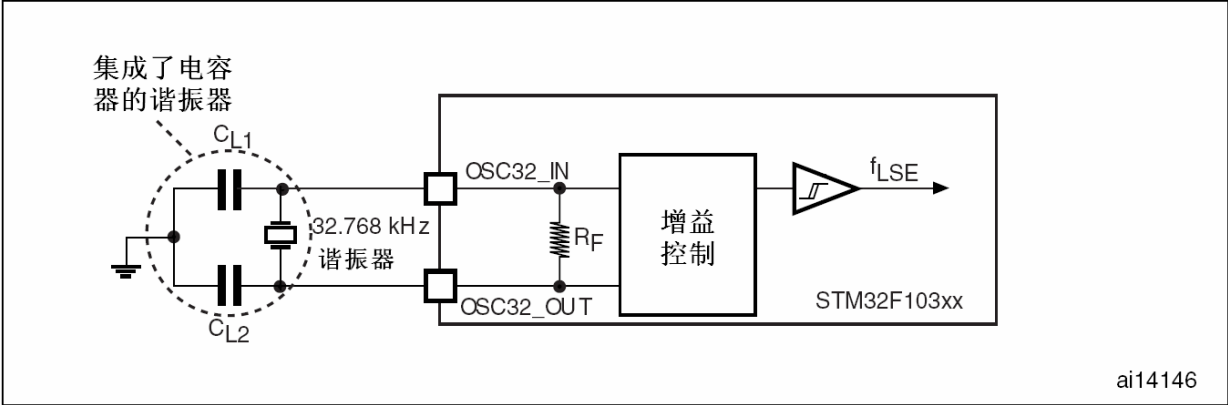 集成了电容
器的谐振器
CL1
OSC32_IN
fLSE
32.768 kHz
谐振器
RF
增益
控制
CL2
OSC32_OUT
STM32F103xx
ai14146